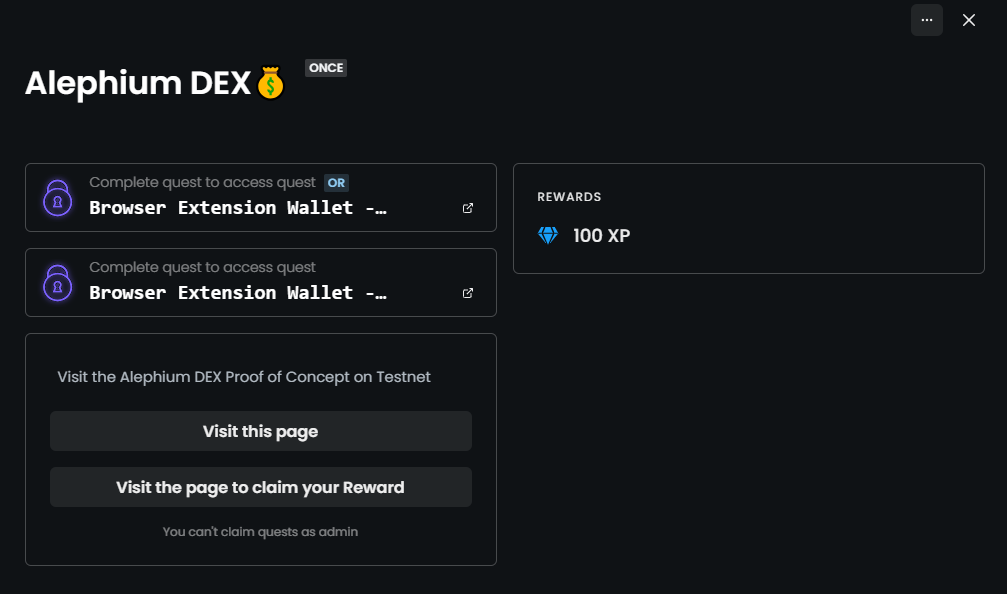 Alephium DEX
ONCE
Complete quest to access quest OR
Browser Extension Wallet -…
Complete quest to access quest
Browser Extension Wallet -…
Visit the Alephium DEX Proof of Concept on Testnet
Visit this page
Visit the page to claim your Reward
You can't claim quests as admin
REWARDS
100 XP